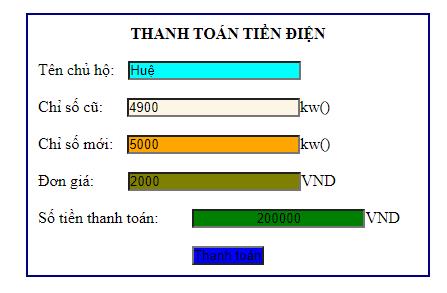 THANH TOÁN TIỀN ĐIỆN
Tên chủ hộ: Huệ
Chỉ số cũ: 4900 kw()
Chỉ số mới: 5000 kw()
Đơn giá: 2000 VND
Số tiền thanh toán: 200000 VND
Thanh toán